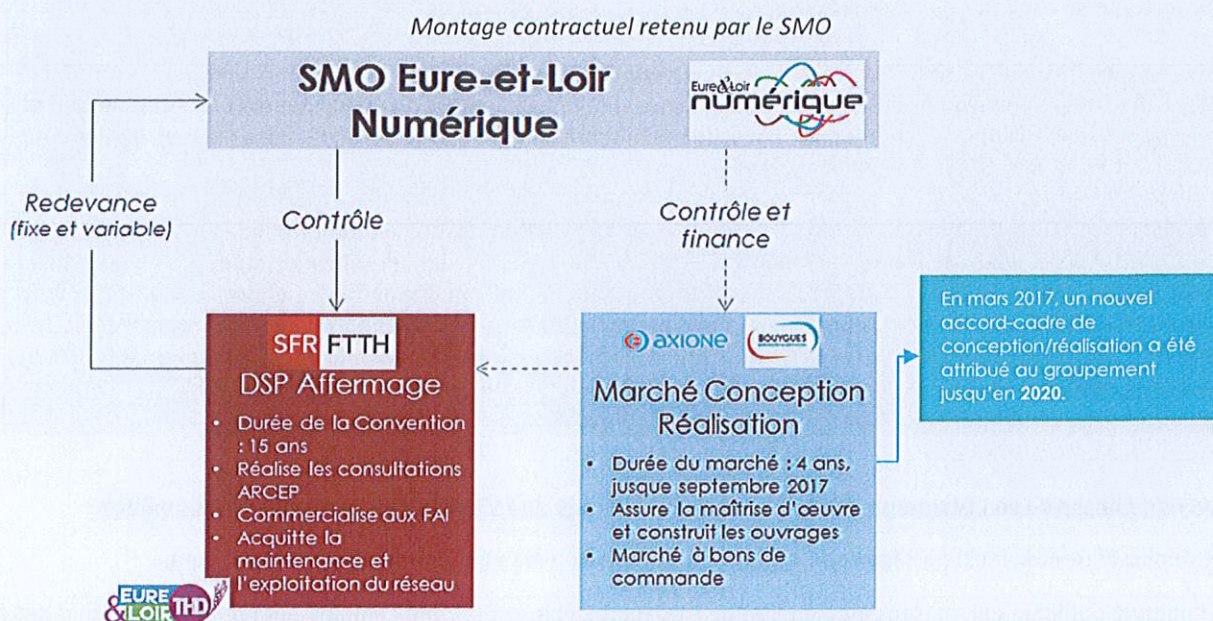 Montage contractuel retenu par le SMO
SMO Eure-et-Loir
Numérique
Eure&Loir
numérique
Redevance
(fixe et variable)
Contrôle
Contrôle et
finance
SFR FTTH
DSP Affermage
• Durée de la Convention
: 15 ans
• Réalise les consultations
ARCEP
• Commercialise aux FAI
• Acquitte la
maintenance et
l'exploitation du réseau
EURE
&LOIR THD
axione BOUYGUES
Marché Conception
Réalisation
• Durée du marché : 4 ans,
jusque septembre 2017
• Assure la maîtrise d'œuvre
et construit les ouvrages
• Marché à bons de
commande
En mars 2017, un nouvel
accord-cadre de
conception/réalisation a été
attribué au groupement
jusqu'en 2020.